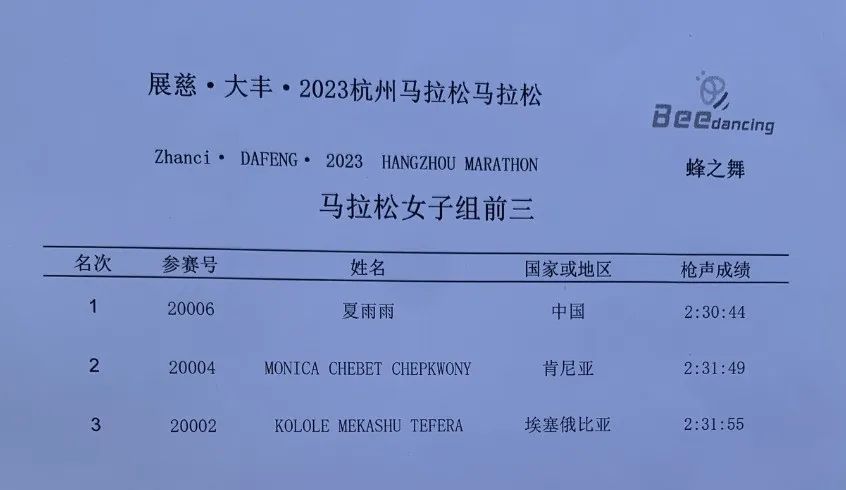 展慈·大丰·2023杭州马拉松马拉松
Beedancing
Zhanci· DAFENG· 2023 HANGZHOU MARATHON
蜂之舞
马拉松女子组前三
名次 参赛号 姓名 国家或地区 枪声成绩
1 20006 夏雨雨 中国 2:30:44
2 20004 MONICA CHEBET CHEPKWONY 肯尼亚 2:31:49
3 20002 KOLOLE MEKASHU TEFERA 埃塞俄比亚 2:31:55